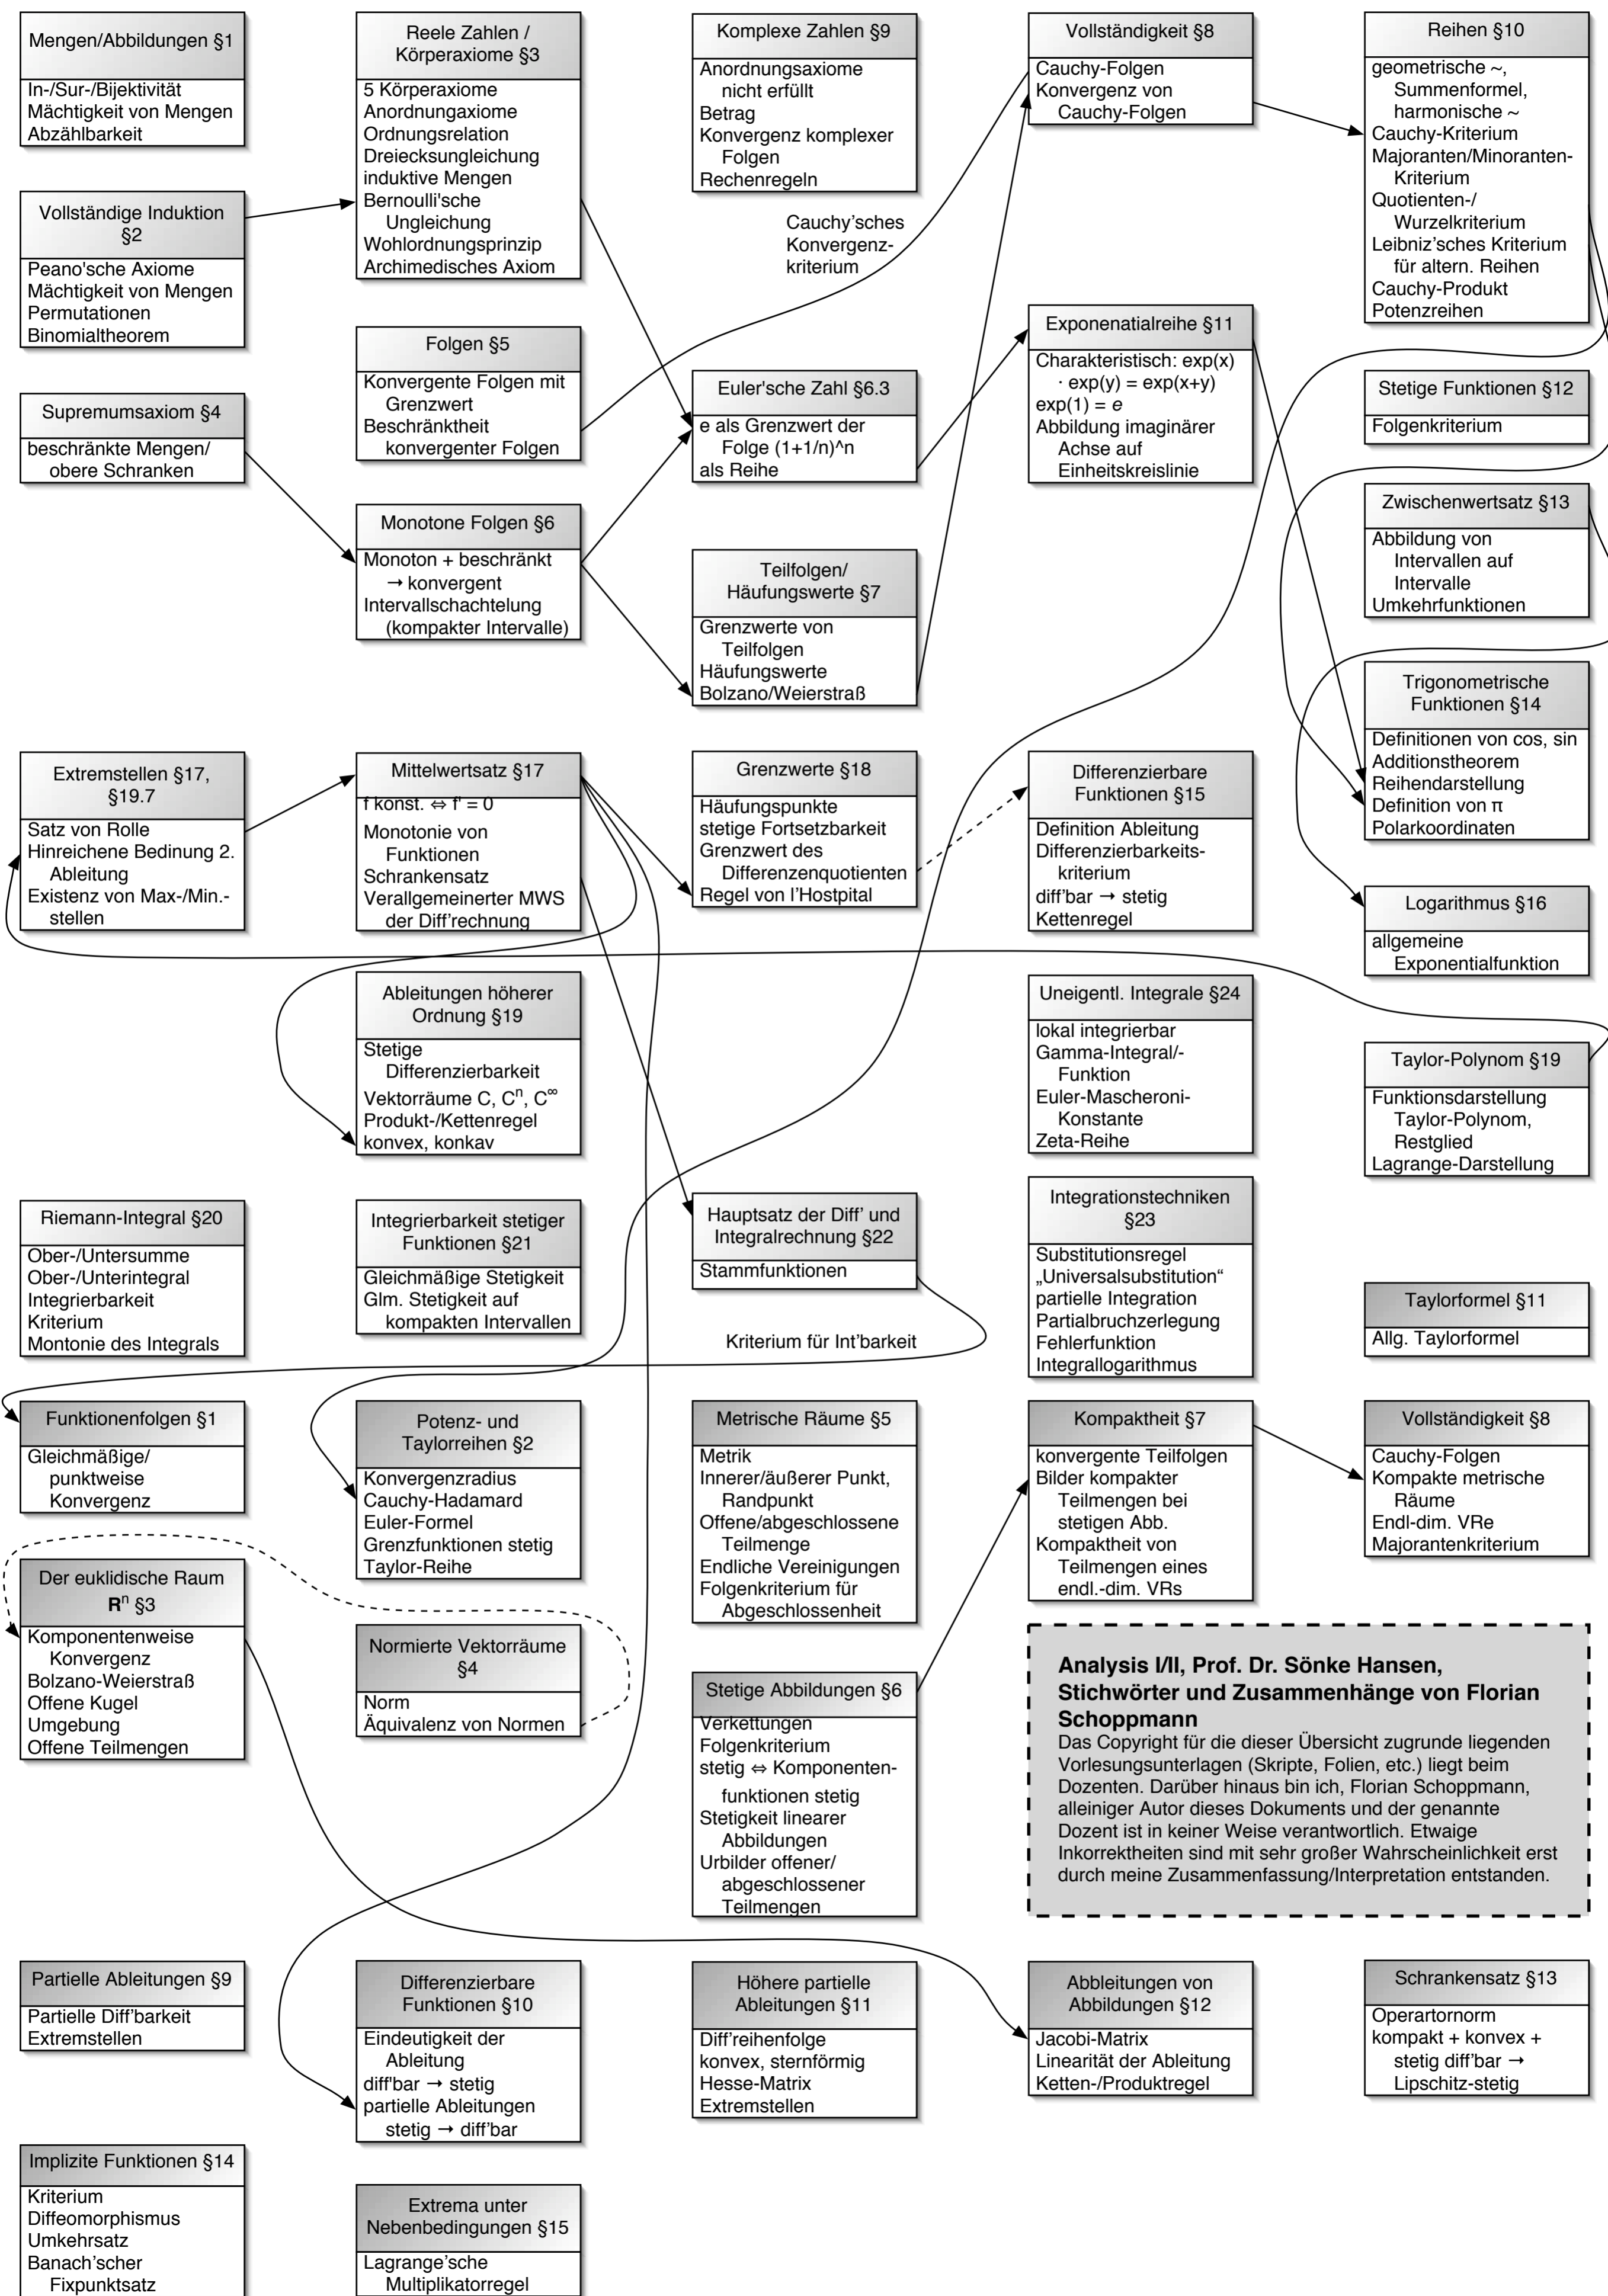 Mengen/Abbildungen §1
In-/Sur-/Bijektivität
Mächtigkeit von Mengen
Abzählbarkeit
Reele Zahlen /
Körperaxiome §3
5 Körperaxiome
Anordnungaxiome
Ordnungsrelation
Dreiecksungleichung
induktive Mengen
Bernoulli'sche
Ungleichung
Wohlordnungsprinzip
Archimedisches Axiom
Komplexe Zahlen §9
Anordnungsaxiome
nicht erfüllt
Betrag
Konvergenz komplexer
Folgen
Rechenregeln
Vollständigkeit §8
Cauchy-Folgen
Konvergenz von
Cauchy-Folgen
Reihen §10
geometrische ~,
Summenformel,
harmonische ~
Cauchy-Kriterium
Majoranten/Minoranten-
Kriterium
Quotienten-/
Wurzelkriterium
Leibniz’sches Kriterium
für altern. Reihen
Cauchy-Produkt
Potenzreihen
Vollständige Induktion
§2
Peano'sche Axiome
Mächtigkeit von Mengen
Permutationen
Binomialtheorem
Cauchy’sches
Konvergenz-
kriterium
Folgen §5
Konvergente Folgen mit
Grenzwert
Beschränktheit
konvergenter Folgen
Exponenatialreihe §11
Charakteristisch: exp(x)
· exp(y) = exp(x+y)
exp(1) = e
Abbildung imaginärer
Achse auf
Einheitskreislinie
Supremumsaxiom §4
beschränkte Mengen/
obere Schranken
Euler'sche Zahl §6.3
e als Grenzwert der
Folge (1+1/n)^n
als Reihe
Stetige Funktionen §12
Folgenkriterium
Monotone Folgen §6
Monoton + beschränkt
→ konvergent
Intervallschachtelung
(kompakter Intervalle)
Teilfolgen/
Häufungswerte §7
Grenzwerte von
Teilfolgen
Häufungswerte
Bolzano/Weierstraß
Zwischenwertsatz §13
Abbildung von
Intervallen auf
Intervalle
Umkehrfunktionen
Trigonometrische
Funktionen §14
Definitionen von cos, sin
Additionstheorem
Reihendarstellung
Definition von π
Polarkoordinaten
Extremstellen §17,
§19.7
Satz von Rolle
Hinreichene Bedinung 2.
Ableitung
Existenz von Max-/Min.-
stellen
Mittelwertsatz §17
f konst. ⇔ f' = 0
Monotonie von
Funktionen
Schrankensatz
Verallgemeinerter MWS
der Diff’rechnung
Grenzwerte §18
Häufungspunkte
stetige Fortsetzbarkeit
Grenzwert des
Differenzenquotienten
Regel von l’Hostpital
Differenzierbare
Funktionen §15
Definition Ableitung
Differenzierbarkeits-
kriterium
diff’bar → stetig
Kettenregel
Logarithmus §16
allgemeine
Exponentialfunktion
Ableitungen höherer
Ordnung §19
Stetige
Differenzierbarkeit
Vektorräume C, Cⁿ, C^∞
Produkt-/Kettenregel
konvex, konkav
Uneigentl. Integrale §24
lokal integrierbar
Gamma-Integral/-
Funktion
Euler-Mascheroni-
Konstante
Zeta-Reihe
Taylor-Polynom §19
Funktionsdarstellung
Taylor-Polynom,
Restglied
Lagrange-Darstellung
Riemann-Integral §20
Ober-/Untersumme
Ober-/Unterintegral
Integrierbarkeit
Kriterium
Montonie des Integrals
Integrierbarkeit stetiger
Funktionen §21
Gleichmäßige Stetigkeit
Glm. Stetigkeit auf
kompakten Intervallen
Hauptsatz der Diff’ und
Integralrechnung §22
Stammfunktionen
Kriterium für Int’barkeit
Integrationstechniken
§23
Substitutionsregel
„Universalsubstitution“
partielle Integration
Partialbruchzerlegung
Fehlerfunktion
Integrallogarithmus
Taylorformel §11
Allg. Taylorformel
Funktionenfolgen §1
Gleichmäßige/
punktweise
Konvergenz
Potenz- und
Taylorreihen §2
Konvergenzradius
Cauchy-Hadamard
Euler-Formel
Grenzfunktionen stetig
Taylor-Reihe
Metrische Räume §5
Metrik
Innerer/äußerer Punkt,
Randpunkt
Offene/abgeschlossene
Teilmenge
Endliche Vereinigungen
Folgenkriterium für
Abgeschlossenheit
Kompaktheit §7
konvergente Teilfolgen
Bilder kompakter
Teilmengen bei
stetigen Abb.
Kompaktheit von
Teilmengen eines
endl.-dim. VRs
Vollständigkeit §8
Cauchy-Folgen
Kompakte metrische
Räume
Endl-dim. VRe
Majorantenkriterium
Der euklidische Raum
Rⁿ §3
Komponentenweise
Konvergenz
Bolzano-Weierstraß
Offene Kugel
Umgebung
Offene Teilmengen
Normierte Vektorräume
§4
Norm
Äquivalenz von Normen
Stetige Abbildungen §6
Verkettungen
Folgenkriterium
stetig ⇔ Komponenten-
funktionen stetig
Stetigkeit linearer
Abbildungen
Urbilder offener/
abgeschlossener
Teilmengen
Analysis I/II, Prof. Dr. Sönke Hansen,
Stichwörter und Zusammenhänge von Florian
Schoppmann
Das Copyright für die dieser Übersicht zugrunde liegenden
Vorlesungsunterlagen (Skripte, Folien, etc.) liegt beim
Dozenten. Darüber hinaus bin ich, Florian Schoppmann,
alleiniger Autor dieses Dokuments und der genannte
Dozent ist in keiner Weise verantwortlich. Etwaige
Inkorrektheiten sind mit sehr großer Wahrscheinlichkeit erst
durch meine Zusammenfassung/Interpretation entstanden.
Partielle Ableitungen §9
Partielle Diff’barkeit
Extremstellen
Differenzierbare
Funktionen §10
Eindeutigkeit der
Ableitung
diff’bar → stetig
partielle Ableitungen
stetig → diff’bar
Höhere partielle
Ableitungen §11
Diff’reihenfolge
konvex, sternförmig
Hesse-Matrix
Extremstellen
Abbleitungen von
Abbildungen §12
Jacobi-Matrix
Linearität der Ableitung
Ketten-/Produktregel
Schrankensatz §13
Operartornorm
kompakt + konvex +
stetig diff’bar →
Lipschitz-stetig
Implizite Funktionen §14
Kriterium
Diffeomorphismus
Umkehrsatz
Banach’scher
Fixpunktsatz
Extrema unter
Nebenbedingungen §15
Lagrange’sche
Multiplikatorregel